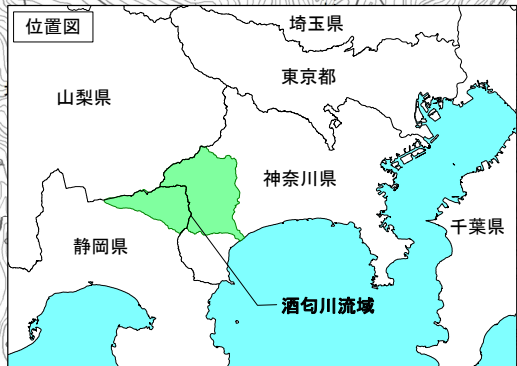 位置図
埼玉県
東京都
山梨県
神奈川県
千葉県
静岡県
酒匂川流域